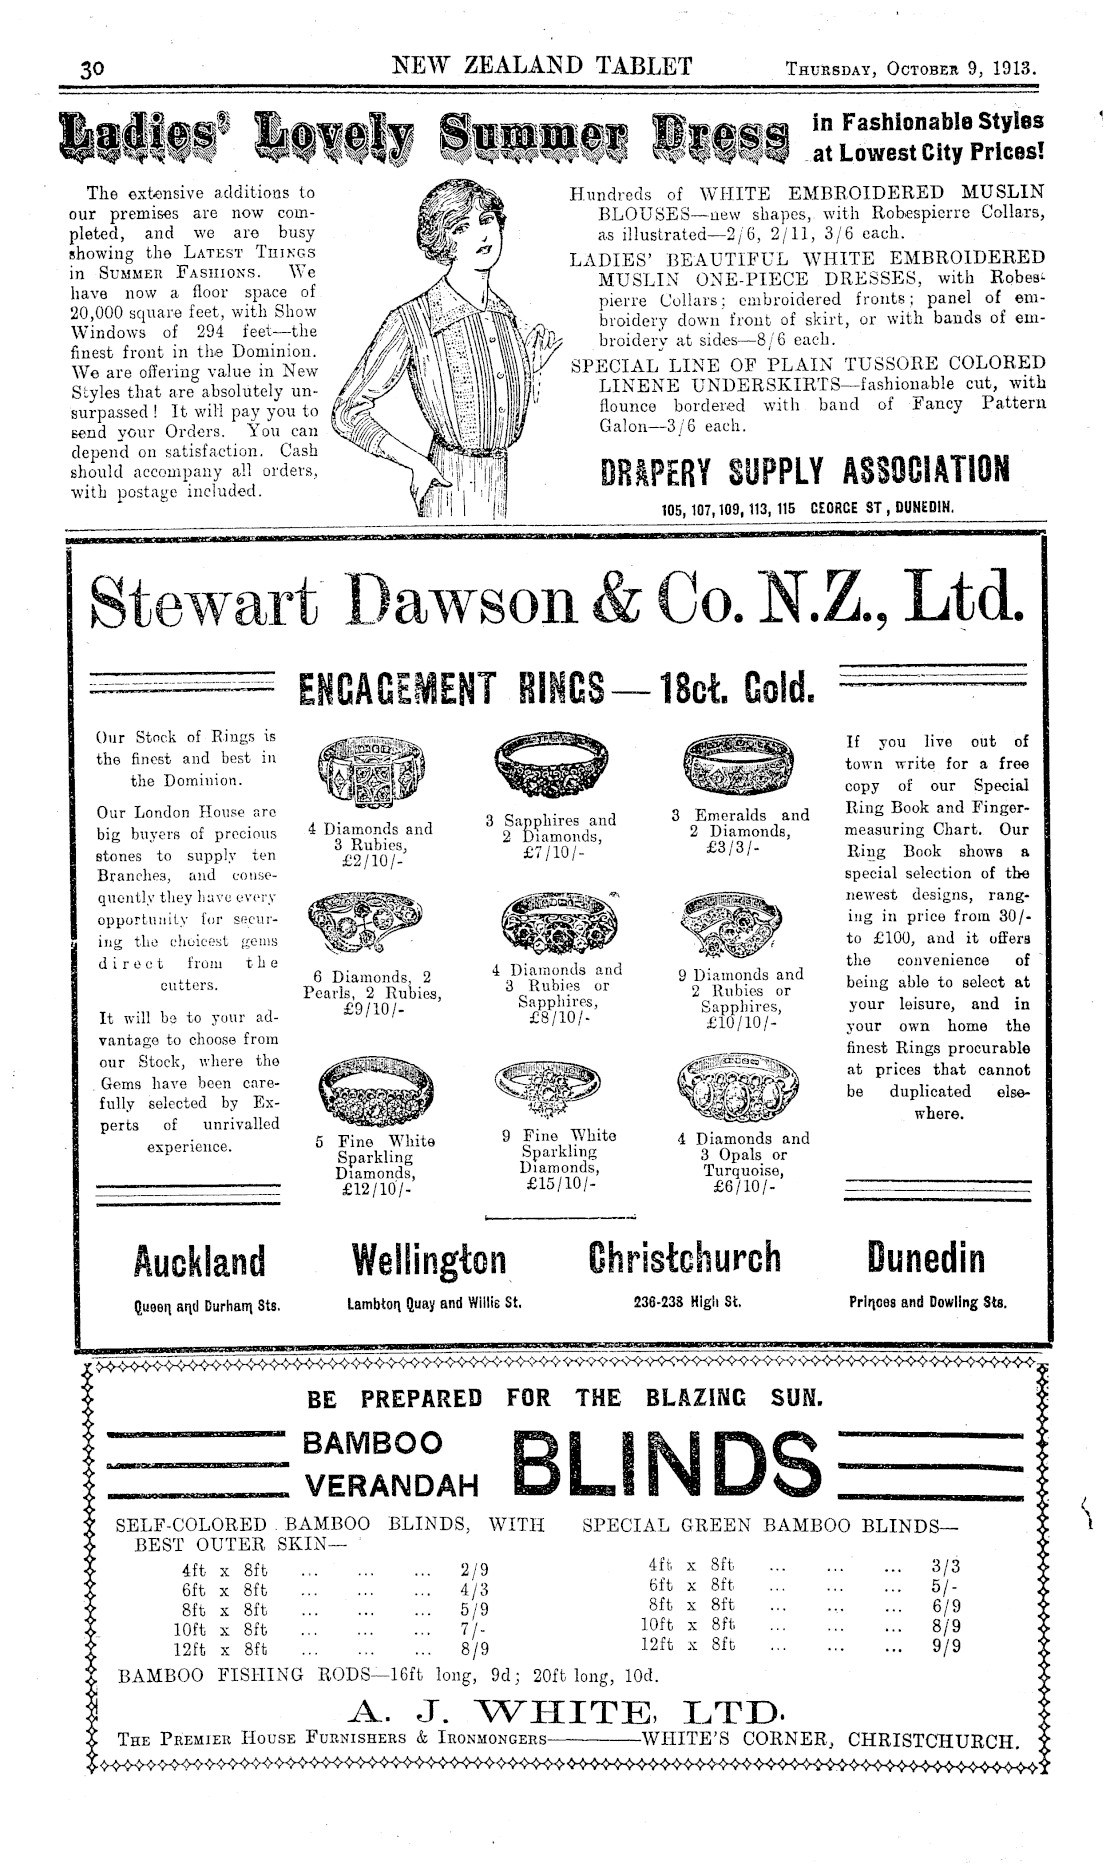 30
NEW ZEALAND TABLET
THURSDAY, OCTOBER 9, 1913.
Ladies' Lovely Summer Dress
in Fashionable Styles
at Lowest City Prices!
The extensive additions to
our premises are now com-
pleted, and we are busy
showing the LATEST THINGS
in SUMMER FASHIONS. We
have now a floor space of
20,000 square feet, with Show
Windows of 294 feet—the
finest front in the Dominion.
We are offering value in New
Styles that are absolutely un-
surpassed! It will pay you to
send your Orders. You can
depend on satisfaction. Cash
should accompany all orders,
with postage included.
Hundreds of WHITE EMBROIDERED MUSLIN
BLOUSES—new shapes, with Robespierre Collars,
as illustrated—2/6, 2/11, 3/6 each.
LADIES' BEAUTIFUL WHITE EMBROIDERED
MUSLIN ONE-PIECE DRESSES, with Robes-
pierre Collars; embroidered fronts; panel of em-
broidery down front of skirt, or with bands of em-
broidery at sides—8/6 each.
SPECIAL LINE OF PLAIN TUSSORE COLORED
LINENE UNDERSKIRTS—fashionable cut, with
flounce bordered with band of Fancy Pattern
Galon—3/6 each.
DRAPERY SUPPLY ASSOCIATION
105, 107, 109, 113, 115 GEORGE ST, DUNEDIN.
Stewart Dawson & Co. N.Z., Ltd.
ENGAGEMENT RINGS—18ct. Gold.
Our Stock of Rings is
the finest and best in
the Dominion.
Our London House are
big buyers of precious
stones to supply ten
Branches, and conse-
quently they have every
opportunity for secur-
ing the choicest gems
direct from the
cutters.
It will be to your ad-
vantage to choose from
our Stock, where the
Gems have been care-
fully selected by Ex-
perts of unrivalled
experience.
4 Diamonds and
3 Rubies,
£2/10/-
3 Sapphires and
2 Diamonds,
£7/10/-
3 Emeralds and
2 Diamonds,
£3/3/-
6 Diamonds, 2
Pearls, 2 Rubies,
£9/10/-
4 Diamonds and
3 Rubies or
Sapphires,
£8/10/-
9 Diamonds and
2 Rubies or
Sapphires,
£10/10/-
5 Fine White
Sparkling
Diamonds,
£12/10/-
9 Fine White
Sparkling
Diamonds,
£15/10/-
4 Diamonds and
3 Opals or
Turquoise,
£6/10/-
If you live out of
town write for a free
copy of our Special
Ring Book and Finger-
measuring Chart. Our
Ring Book shows a
special selection of the
newest designs, rang-
ing in price from 30/-
to £100, and it offers
the convenience of
being able to select at
your leisure, and in
your own home the
finest Rings procurable
at prices that cannot
be duplicated else-
where.
Auckland
Queen and Durham Sts.
Wellington
Lambton Quay and Willis St.
Christchurch
236-238 High St.
Dunedin
Princes and Dowling Sts.
BE PREPARED FOR THE BLAZING SUN.
BAMBOO
VERANDAH
BLINDS
SELF-COLORED BAMBOO BLINDS, WITH
BEST OUTER SKIN—
4ft x 8ft ... ... ... 2/9
6ft x 8ft ... ... ... 4/3
8ft x 8ft ... ... ... 5/9
10ft x 8ft ... ... ... 7/-
12ft x 8ft ... ... ... 8/9
SPECIAL GREEN BAMBOO BLINDS—
4ft x 8ft ... ... ... 3/3
6ft x 8ft ... ... ... 5/-
8ft x 8ft ... ... ... 6/9
10ft x 8ft ... ... ... 8/9
12ft x 8ft ... ... ... 9/9
BAMBOO FISHING RODS—16ft long, 9d; 20ft long, 10d.
A. J. WHITE, LTD.
THE PREMIER HOUSE FURNISHERS & IRONMONGERS——WHITE'S CORNER, CHRISTCHURCH.